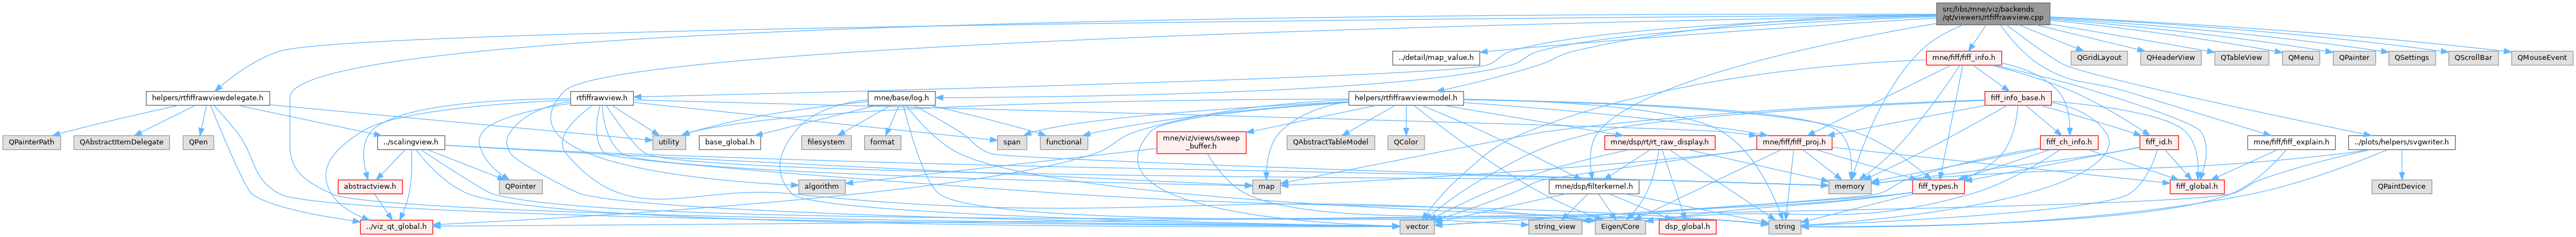 src/libs/mne/viz/backends
/qt/viewers/rtfiffrawview.cpp
../detail/map_value.h
mne/fiff/fiff_info.h
QGridLayout
QHeaderView
QTableView
QMenu
QPainter
QSettings
QScrollBar
QMouseEvent
helpers/rtfiffrawviewdelegate.h
rtfiffrawview.h
mne/base/log.h
helpers/rtfiffrawviewmodel.h
fiff_info_base.h
QPainterPath
QAbstractItemDelegate
QPen
../scalingview.h
utility
base_global.h
filesystem
format
span
functional
mne/viz/views/sweep
_buffer.h
QAbstractTableModel
QColor
mne/dsp/rt/rt_raw_display.h
mne/fiff/fiff_proj.h
fiff_ch_info.h
fiff_id.h
mne/fiff/fiff_explain.h
../plots/helpers/svgwriter.h
abstractview.h
QPointer
algorithm
map
mne/dsp/filterkernel.h
memory
fiff_types.h
fiff_global.h
QPaintDevice
../viz_qt_global.h
vector
string_view
Eigen/Core
dsp_global.h
string